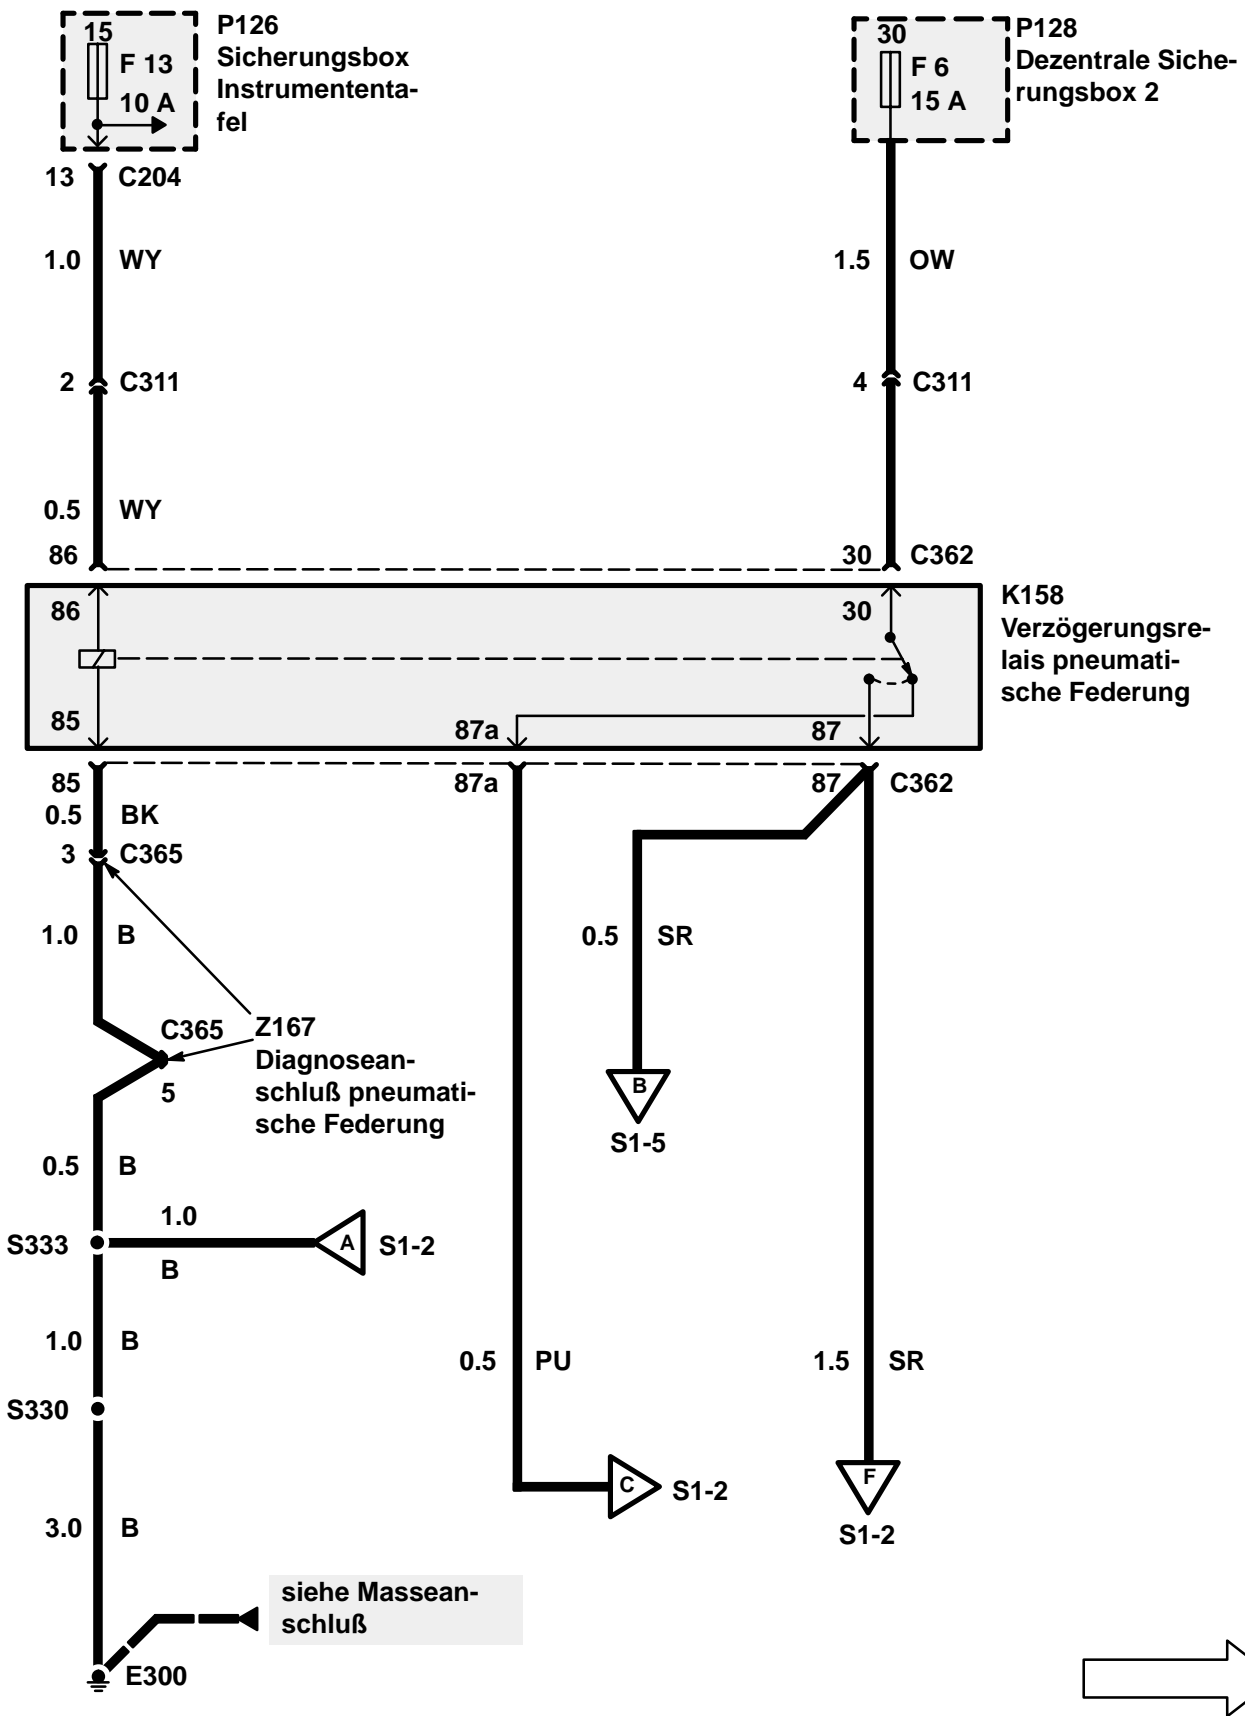 15
F 13
10 A
P126
Sicherungsbox
Instrumententa-
fel
30
F 6
15 A
P128
Dezentrale Siche-
rungsbox 2
13 C204
1.0 WY
1.5 OW
2 C311
4 C311
0.5 WY
86
30 C362
86
30
K158
Verzögerungsre-
lais pneumati-
sche Federung
85
87a
87
85
87a
87 C362
0.5 BK
3 C365
1.0 B
0.5 SR
C365
5
Z167
Diagnosean-
schluß pneumati-
sche Federung
B
S1-5
0.5 B
1.0
B
S333
A S1-2
1.0 B
0.5 PU
1.5 SR
S330
C S1-2
F
S1-2
3.0 B
siehe Massean-
schluß
E300